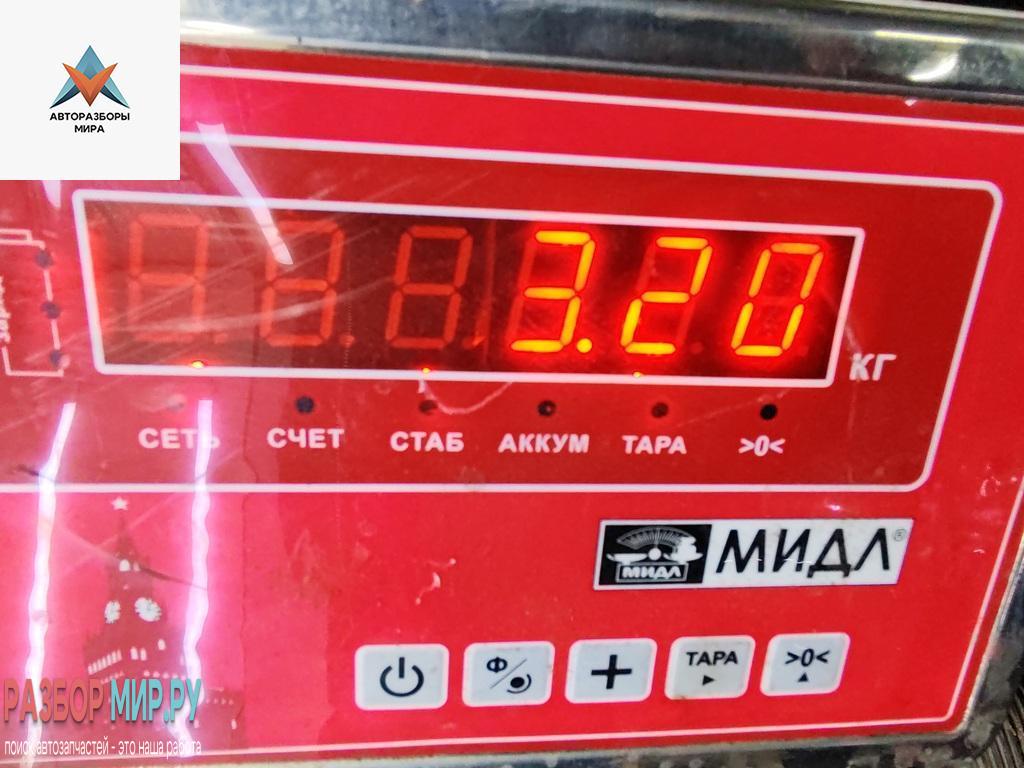 АВТОРАЗБОРЫ
МИРА
3.20
КГ
СЕТЬ СЧЕТ СТАБ АККУМ ТАРА >0<
МИДЛ МИДЛ®
Ф ТАРА >0<
РАЗБОР МИР.РУ
поиск автозапчастей - это наша работа